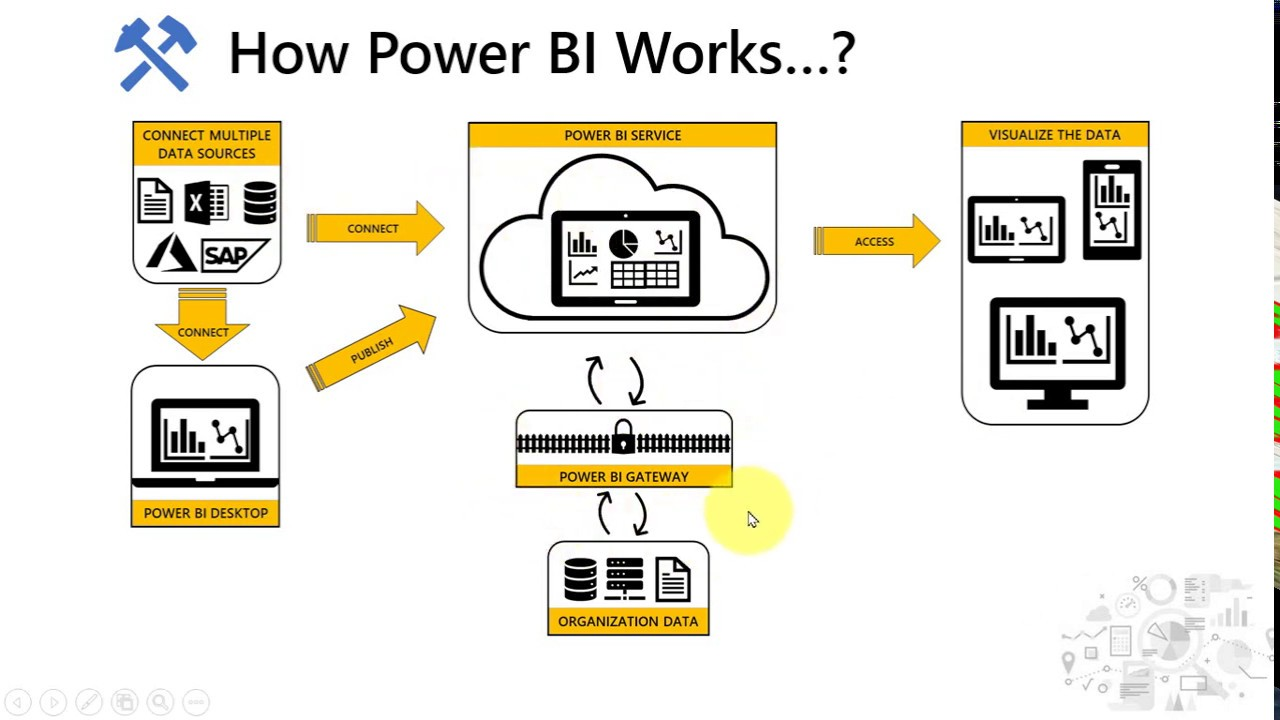 How Power BI Works...?
CONNECT MULTIPLE
DATA SOURCES
X
SAP
CONNECT
CONNECT
PUBLISH
POWER BI DESKTOP
POWER BI SERVICE
POWER BI GATEWAY
ORGANIZATION DATA
ACCESS
VISUALIZE THE DATA
%